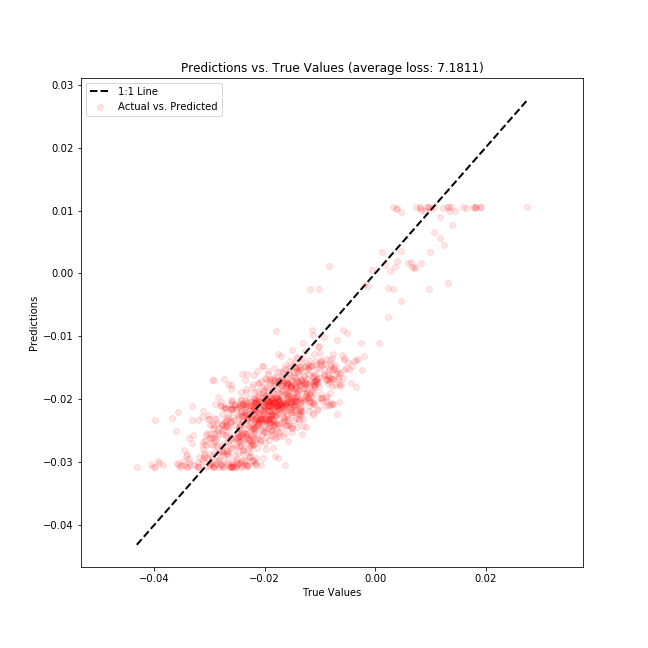 Predictions vs. True Values (average loss: 7.1811)
1:1 Line
Actual vs. Predicted
0.03
0.02
0.01
0.00
−0.01
−0.02
−0.03
−0.04
Predictions
−0.04
−0.02
0.00
0.02
True Values